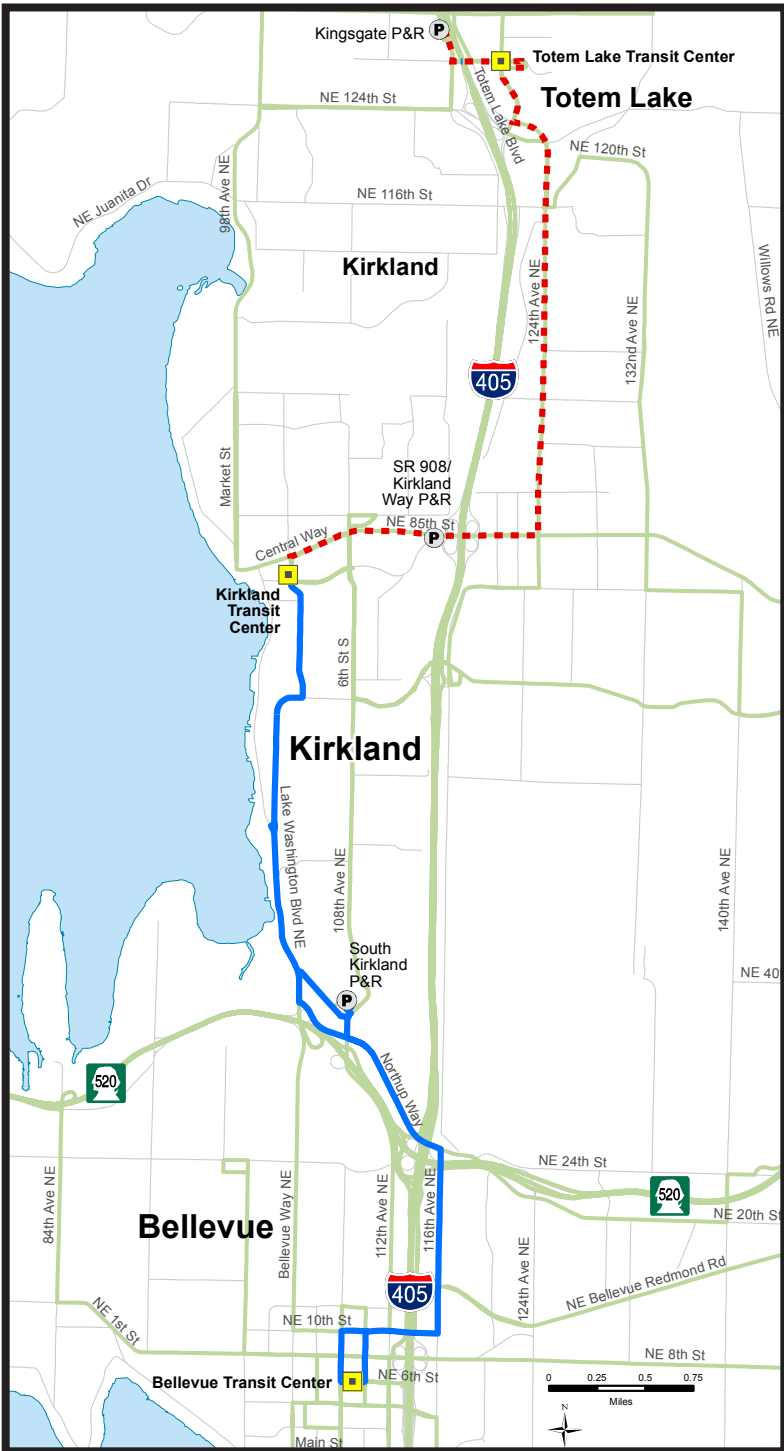 Kingsgate P&R
P
Totem Lake Transit Center
Totem Lake
Totem Lake Blvd
NE 124th St
NE 120th St
NE Juanita Dr
98th Ave NE
NE 116th St
Kirkland
124th Ave NE
132nd Ave NE
Willows Rd NE
405
Market St
SR 908/
Kirkland
Way P&R
NE 85th St
P
Central Way
Kirkland
Transit
Center
6th St S
Kirkland
Lake Washington Blvd NE
108th Ave NE
140th Ave NE
South
Kirkland
P&R
P
NE 40
520
Northup Way
NE 24th St
84th Ave NE
Bellevue Way NE
112th Ave NE
116th Ave NE
520
NE 20th St
Bellevue
124th Ave NE
NE Bellevue Redmond Rd
405
NE 1st St
NE 10th St
NE 8th St
Bellevue Transit Center
NE 6th St
0 0.25 0.5 0.75
Miles
N
Main St